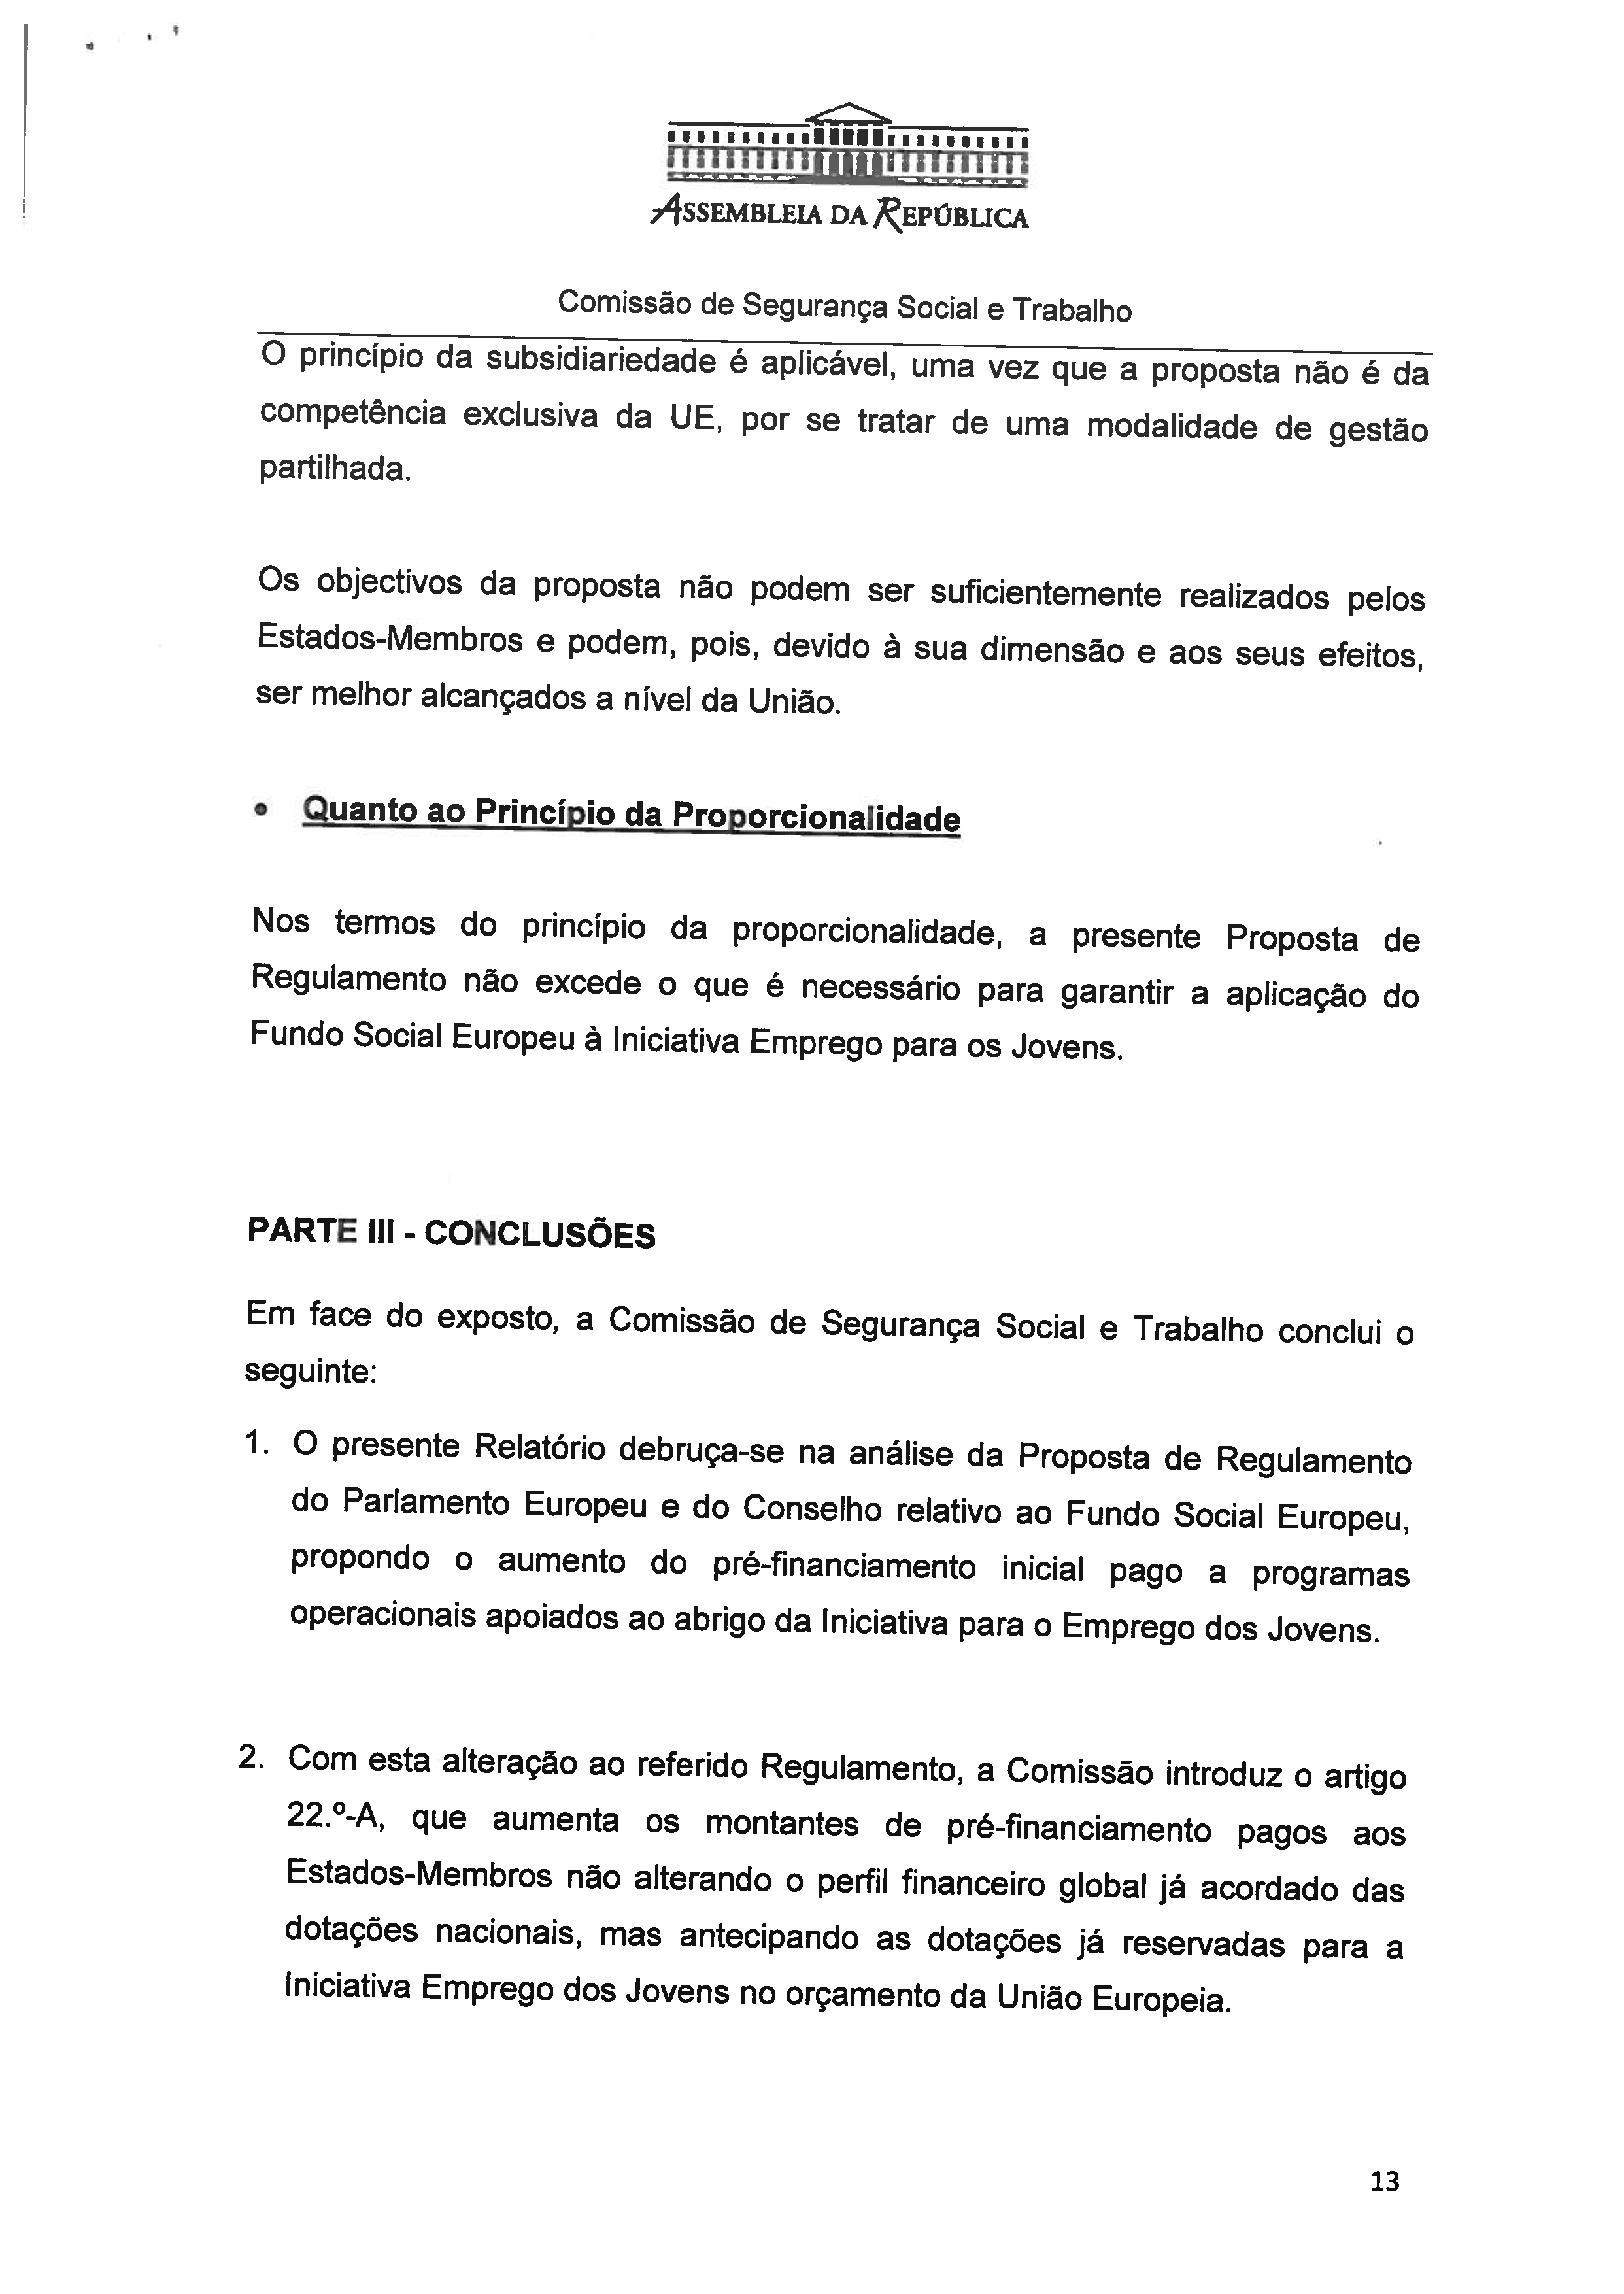 ASSEMBLEIA DA REPÚBLICA
Comissão de Segurança Social e Trabalho
O princípio da subsidiariedade é aplicável, uma vez que a proposta não é da
competência exclusiva da UE, por se tratar de uma modalidade de gestão
partilhada.
Os objectivos da proposta não podem ser suficientemente realizados pelos
Estados-Membros e podem, pois, devido à sua dimensão e aos seus efeitos,
ser melhor alcançados a nível da União.
• Quanto ao Princípio da Proporcionalidade
Nos termos do princípio da proporcionalidade, a presente Proposta de
Regulamento não excede o que é necessário para garantir a aplicação do
Fundo Social Europeu à Iniciativa Emprego para os Jovens.
PARTE III - CONCLUSÕES
Em face do exposto, a Comissão de Segurança Social e Trabalho conclui o
seguinte:
1. O presente Relatório debruça-se na análise da Proposta de Regulamento
do Parlamento Europeu e do Conselho relativo ao Fundo Social Europeu,
propondo o aumento do pré-financiamento inicial pago a programas
operacionais apoiados ao abrigo da Iniciativa para o Emprego dos Jovens.
2. Com esta alteração ao referido Regulamento, a Comissão introduz o artigo
22.º-A, que aumenta os montantes de pré-financiamento pagos aos
Estados-Membros não alterando o perfil financeiro global já acordado das
dotações nacionais, mas antecipando as dotações já reservadas para a
Iniciativa Emprego dos Jovens no orçamento da União Europeia.
13